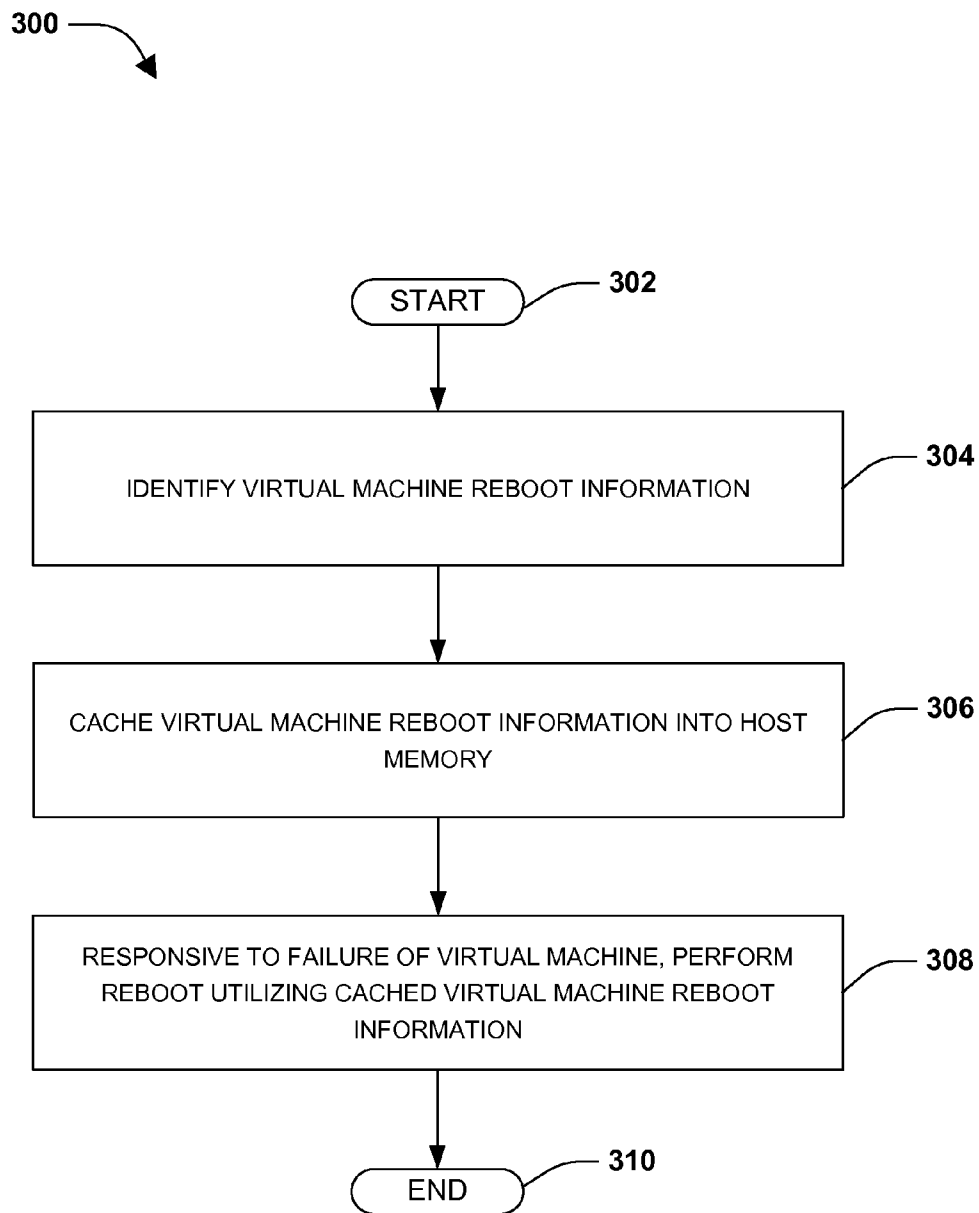 300
START
302
IDENTIFY VIRTUAL MACHINE REBOOT INFORMATION
304
CACHE VIRTUAL MACHINE REBOOT INFORMATION INTO HOST
MEMORY
306
RESPONSIVE TO FAILURE OF VIRTUAL MACHINE, PERFORM
REBOOT UTILIZING CACHED VIRTUAL MACHINE REBOOT
INFORMATION
308
END
310